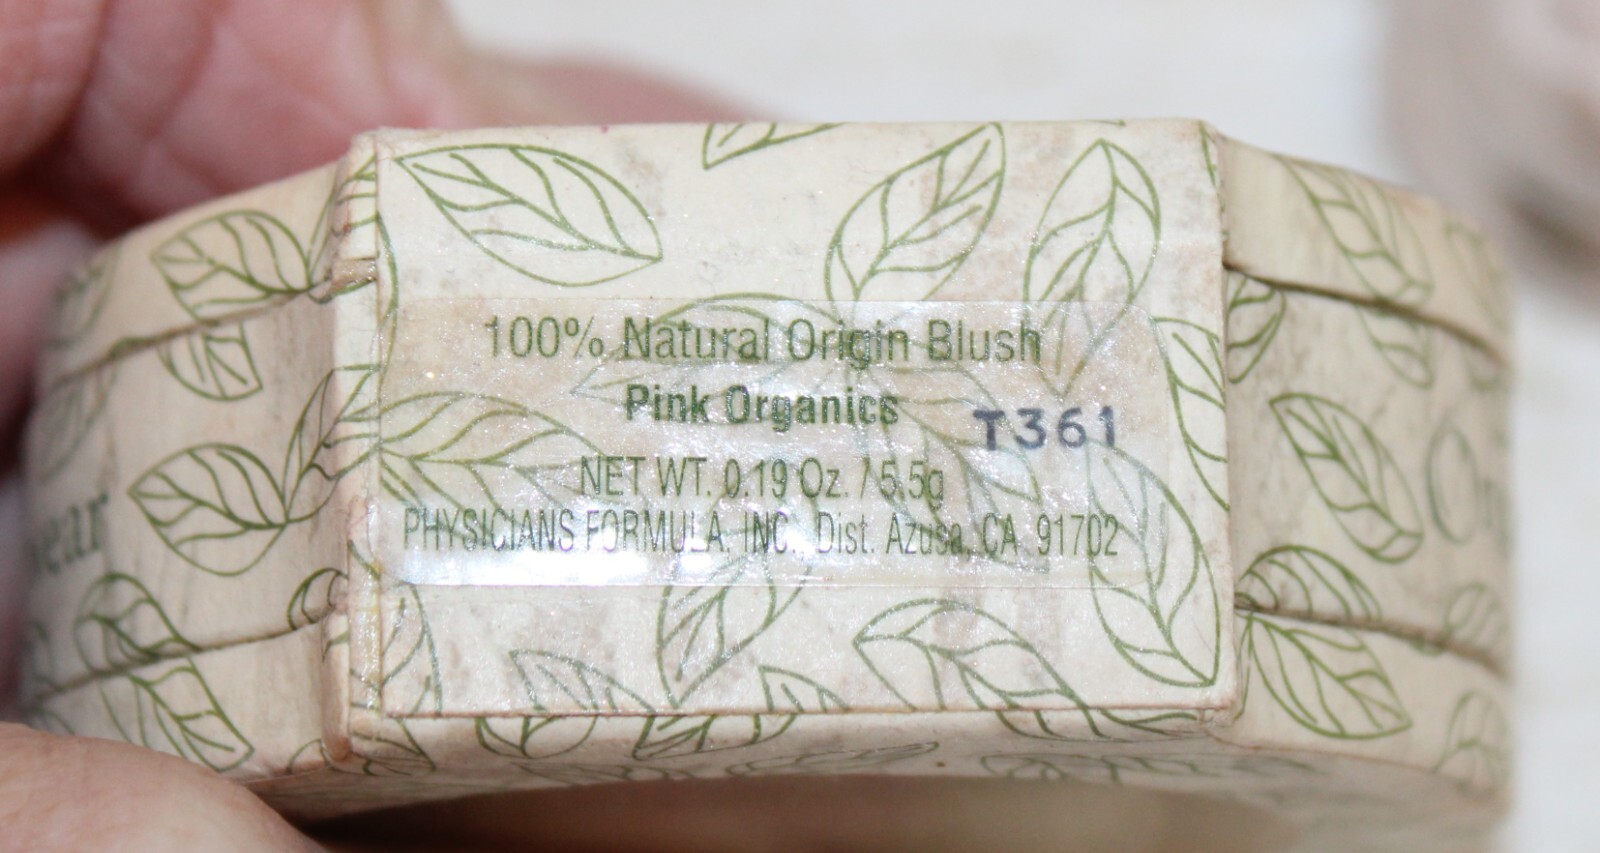 100% Natural Origin Blush
Pink Organics
T361
NET WT. 0.19 Oz. / 5.5g
PHYSICIANS FORMULA, INC., Dist. Azusa, CA 91702